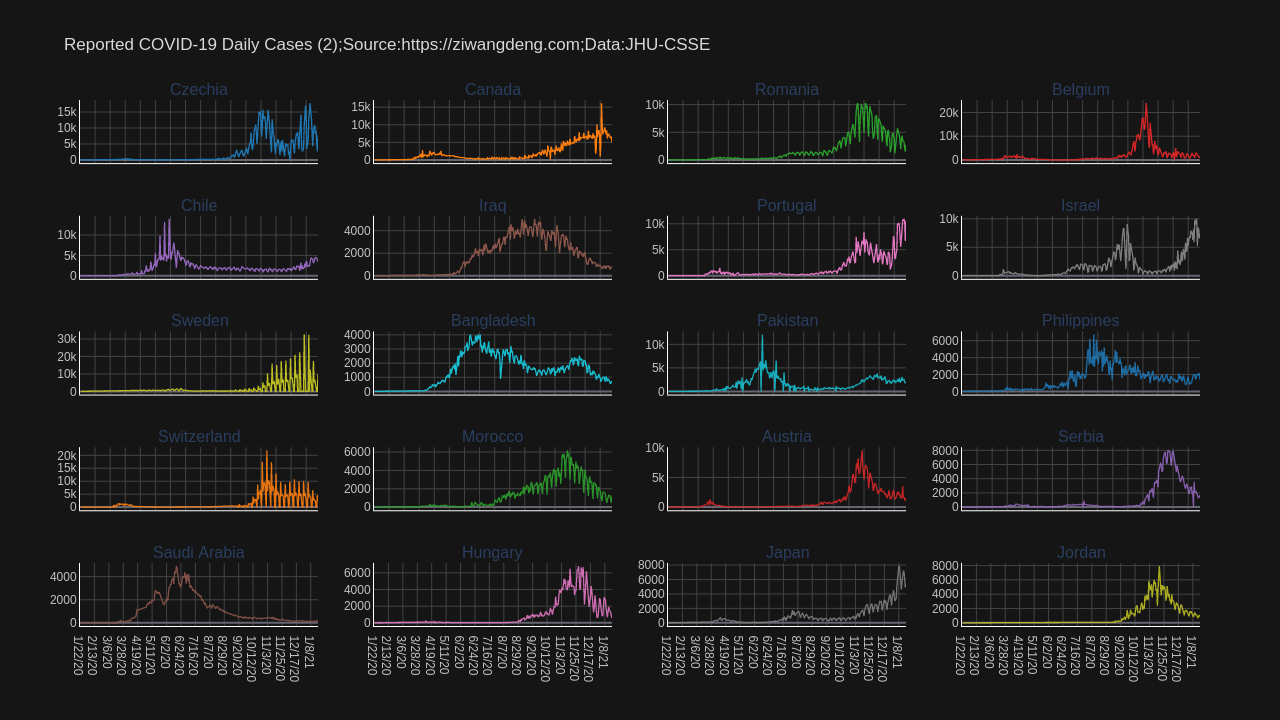 Reported COVID-19 Daily Cases (2);Source:https://ziwangdeng.com;Data:JHU-CSSE
Czechia
Canada
Romania
Belgium
15k
10k
5k
0
15k
10k
5k
0
10k
5k
0
20k
10k
0
Chile
Iraq
Portugal
Israel
10k
5k
0
4000
2000
0
10k
5k
0
10k
5k
0
Sweden
Bangladesh
Pakistan
Philippines
30k
20k
10k
0
4000
3000
2000
1000
0
10k
5k
0
6000
4000
2000
0
Switzerland
Morocco
Austria
Serbia
20k
15k
10k
5k
0
6000
4000
2000
0
10k
5k
0
8000
6000
4000
2000
0
Saudi Arabia
Hungary
Japan
Jordan
4000
2000
0
6000
4000
2000
0
8000
6000
4000
2000
0
8000
6000
4000
2000
0
1/22/20
2/13/20
3/6/20
3/28/20
4/19/20
5/11/20
6/2/20
6/24/20
7/16/20
8/7/20
8/29/20
9/20/20
10/12/20
11/3/20
11/25/20
12/17/20
1/8/21
1/22/20
2/13/20
3/6/20
3/28/20
4/19/20
5/11/20
6/2/20
6/24/20
7/16/20
8/7/20
8/29/20
9/20/20
10/12/20
11/3/20
11/25/20
12/17/20
1/8/21
1/22/20
2/13/20
3/6/20
3/28/20
4/19/20
5/11/20
6/2/20
6/24/20
7/16/20
8/7/20
8/29/20
9/20/20
10/12/20
11/3/20
11/25/20
12/17/20
1/8/21
1/22/20
2/13/20
3/6/20
3/28/20
4/19/20
5/11/20
6/2/20
6/24/20
7/16/20
8/7/20
8/29/20
9/20/20
10/12/20
11/3/20
11/25/20
12/17/20
1/8/21